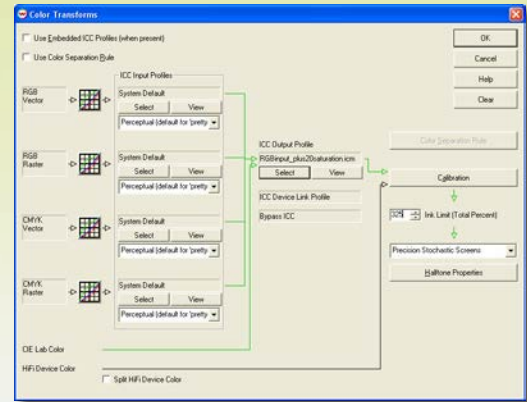 Color Transforms
Use Embedded ICC Profiles (when present)
Use Color Separation Rule
OK
Cancel
Help
Clear
ICC Input Profiles
RGB
Vector
System Default
Select View
Perceptual (default for 'pretty
RGB
Raster
System Default
Select View
Perceptual (default for 'pretty
CMYK
Vector
System Default
Select View
Perceptual (default for 'pretty
CMYK
Raster
System Default
Select View
Perceptual (default for 'pretty
ICC Output Profile
RGBinput_plus20saturation.icm
Select View
ICC Device Link Profile
Bypass ICC
Color Separation Rule ...
Calibration
325 Ink Limit (Total Percent)
Precision Stochastic Screens
Halftone Properties
CIE Lab Color
HiFi Device Color
Split HiFi Device Color